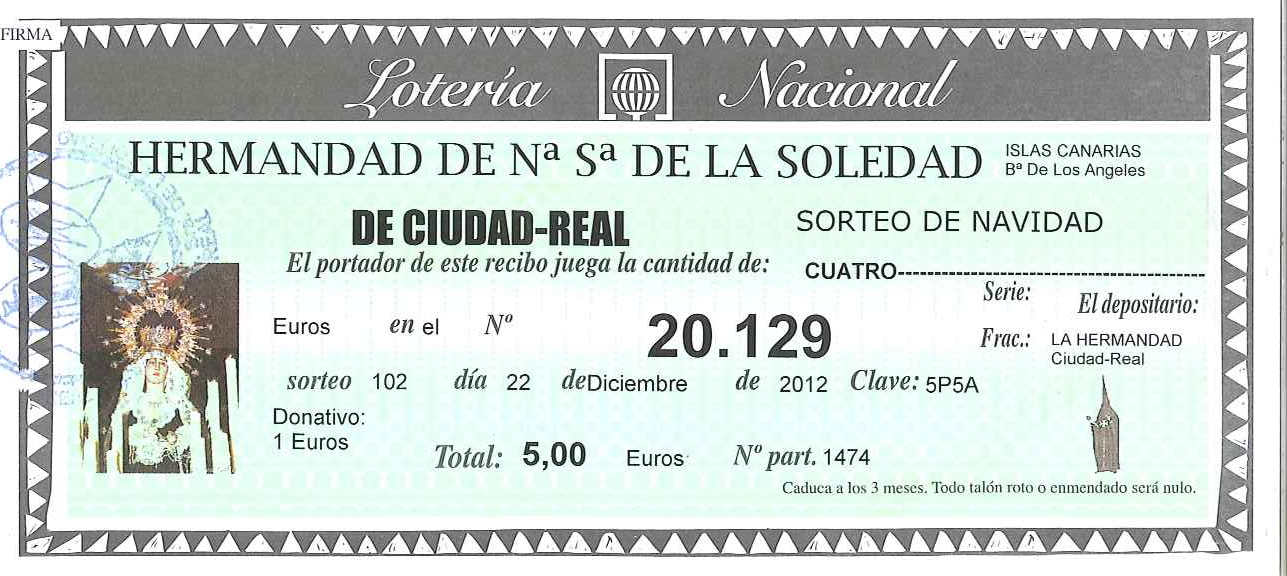 FIRMA
Lotería Nacional
HERMANDAD DE Nª Sª DE LA SOLEDAD
ISLAS CANARIAS
Bª De Los Angeles
DE CIUDAD-REAL
SORTEO DE NAVIDAD
El portador de este recibo juega la cantidad de: CUATRO-----------------------------------------
Serie:
El depositario:
Euros en el Nº 20.129
Frac.: LA HERMANDAD
Ciudad-Real
sorteo 102 día 22 de Diciembre de 2012 Clave: 5P5A
Donativo:
1 Euros
Total: 5,00 Euros Nº part. 1474
Caduca a los 3 meses. Todo talón roto o enmendado será nulo.